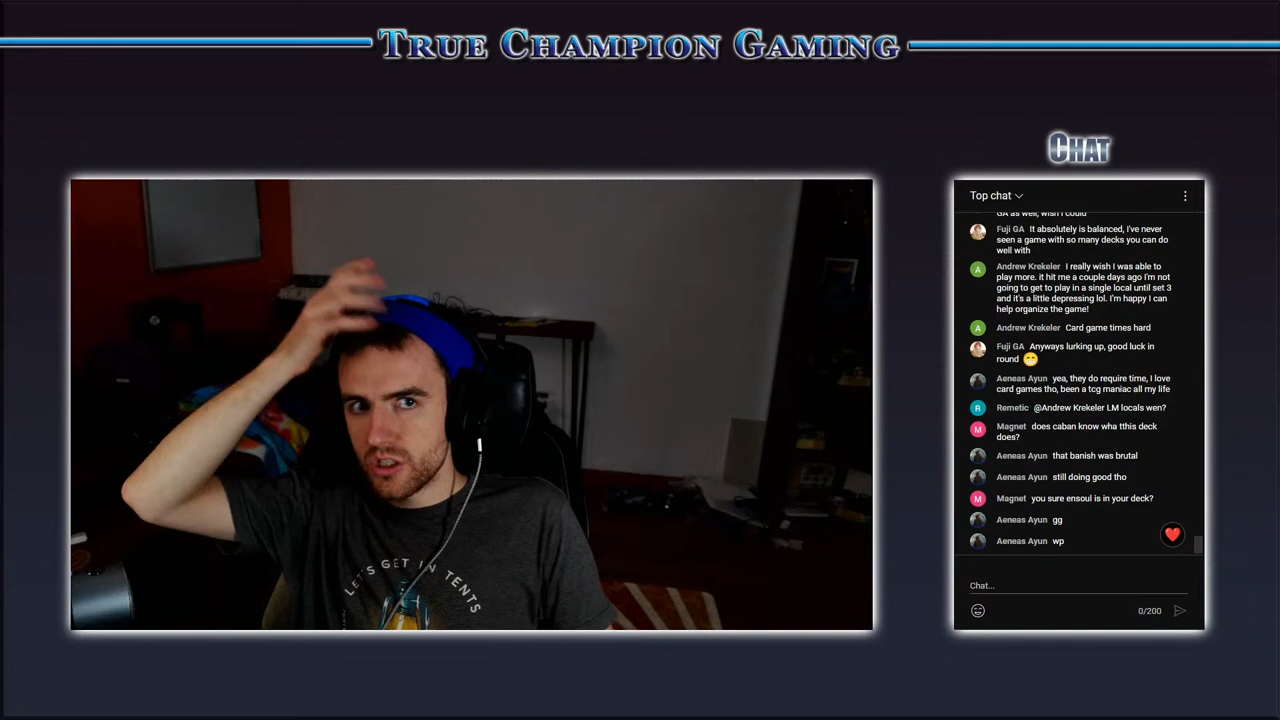 TRUE CHAMPION GAMING
CHAT
Top chat
GA as well, wish I could
Fuji GA It absolutely is balanced, I've never
seen a game with so many decks you can do
well with
A
Andrew Krekeler I really wish I was able to
play more. it hit me a couple days ago I'm not
going to get to play in a single local until set 3
and it's a little depressing lol. I'm happy I can
help organize the game!
A
Andrew Krekeler Card game times hard
Fuji GA Anyways lurking up, good luck in
round 😁
Aeneas Ayun yea, they do require time, I love
card games tho, been a tcg maniac all my life
R
Remetic @Andrew Krekeler LM locals wen?
M
Magnet does caban know wha tthis deck
does?
Aeneas Ayun that banish was brutal
Aeneas Ayun still doing good tho
M
Magnet you sure ensoul is in your deck?
Aeneas Ayun gg
Aeneas Ayun wp
Chat...
0/200
LET'S GET IN TENTS